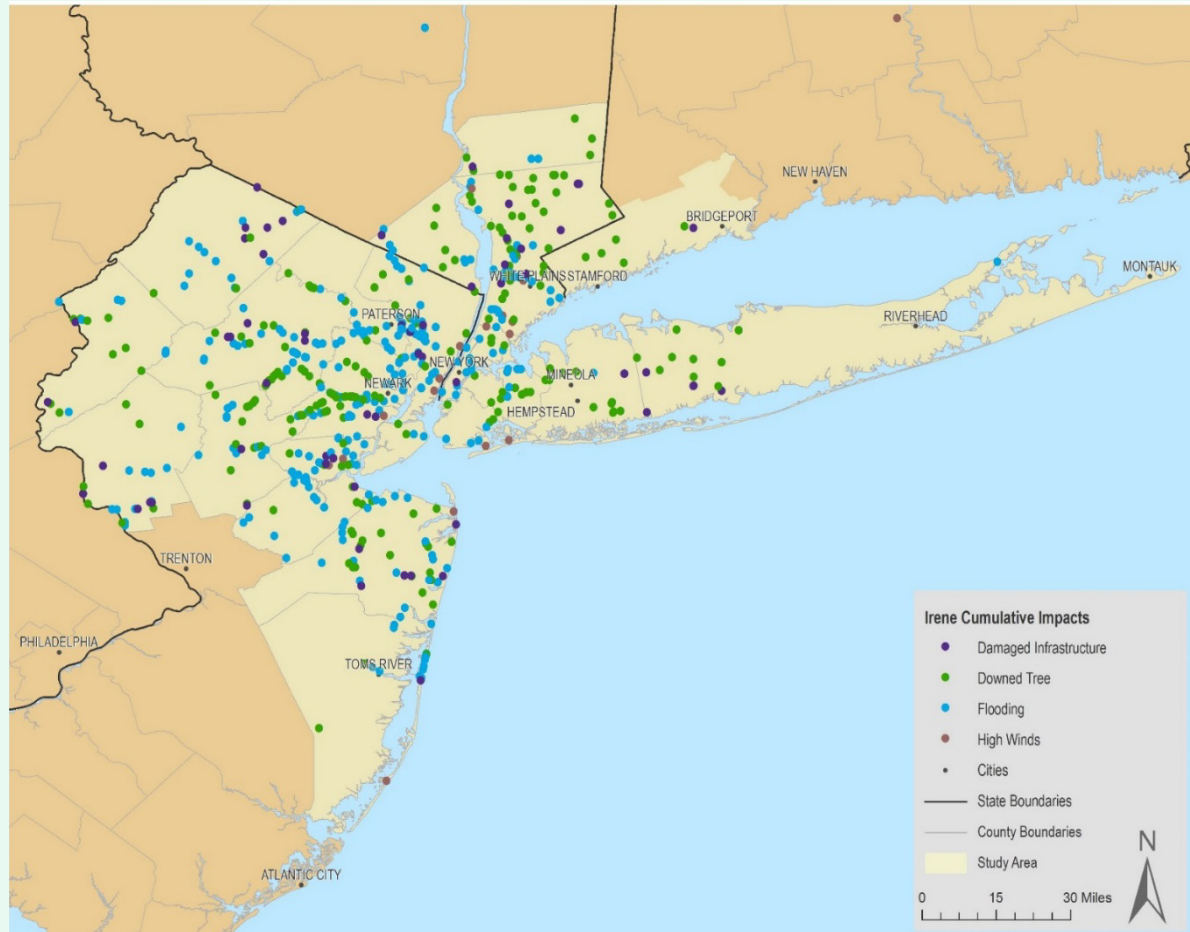 NEW HAVEN
BRIDGEPORT
WHITE PLAINS STAMFORD
MONTAUK
RIVERHEAD
PATERSON
NEW YORK
MINEOLA
NEWARK
HEMPSTEAD
TRENTON
PHILADELPHIA
TOMS RIVER
ATLANTIC CITY
Irene Cumulative Impacts
Damaged Infrastructure
Downed Tree
Flooding
High Winds
Cities
State Boundaries
County Boundaries
Study Area
N
0 15 30 Miles